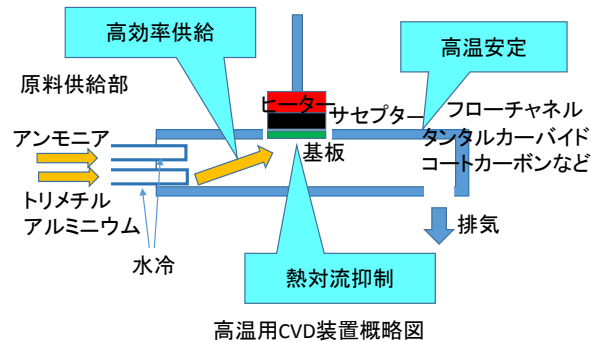 高効率供給
高温安定
原料供給部
ヒーター
サセプター
フローチャネル
アンモニア
タンタルカーバイド
コートカーボンなど
基板
トリメチル
アルミニウム
排気
水冷
熱対流抑制
高温用CVD装置概略図